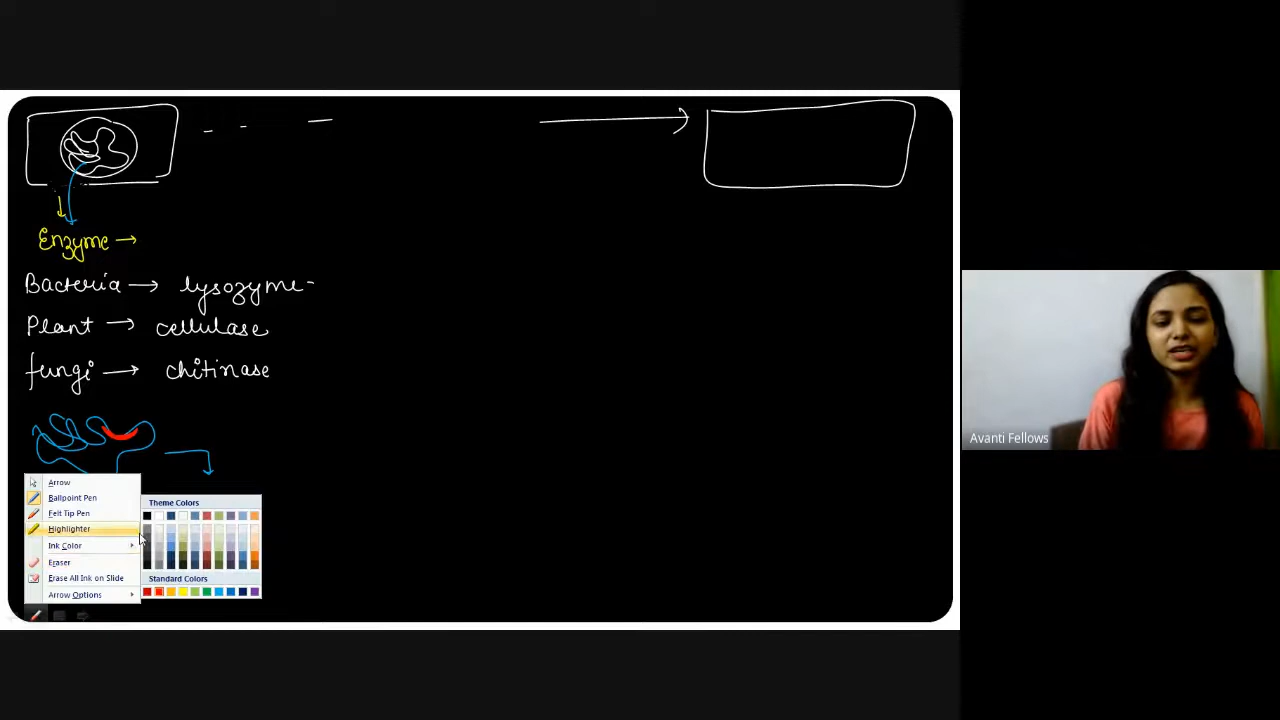 Enzyme →
Bacteria → lysozyme-
Plant → cellulase
fungi → chitinase
Arrow
Ballpoint Pen
Felt Tip Pen
Highlighter
Ink Color
Eraser
Erase All Ink on Slide
Arrow Options
Theme Colors
Standard Colors
Avanti Fellows